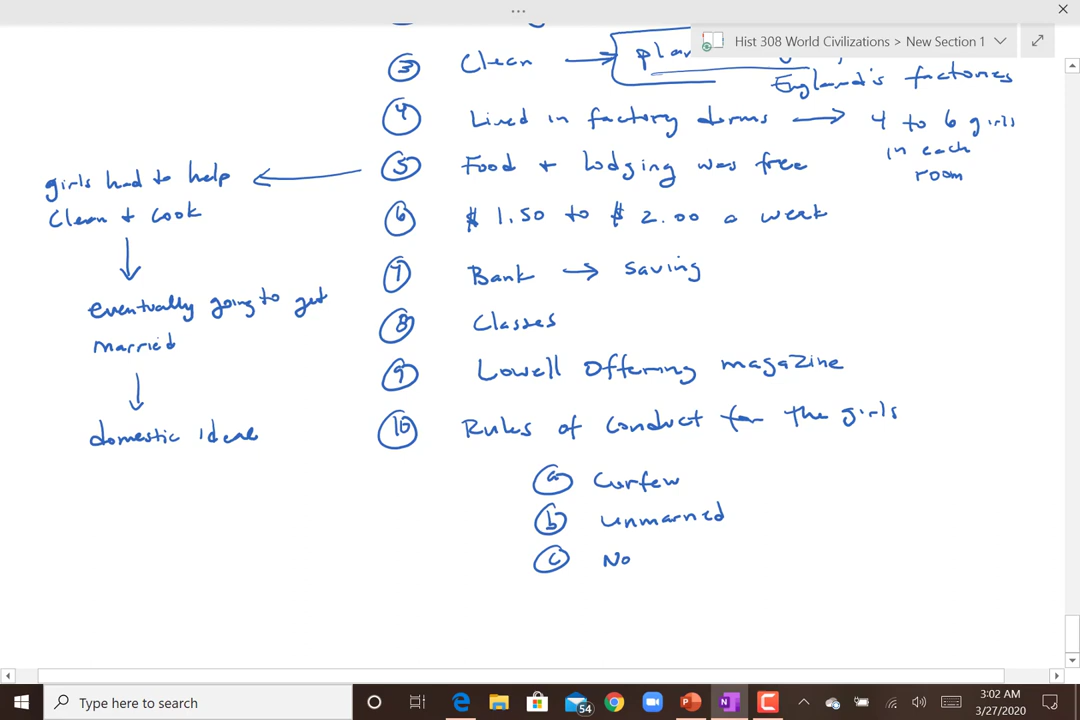 Hist 308 World Civilizations > New Section 1
③ Clean →
England's factories
④ Lived in factory dorms → 4 to 6 girls
in each
room
⑤ Food + lodging was free
girls had to help
clean + cook
eventually going to get
married
domestic ideal
⑥ $ 1.50 to $ 2.00 a week
⑦ Bank → saving
⑧ Classes
⑨ Lowell Offering magazine
⑩ Rules of conduct for the girls
ⓐ Curfew
ⓑ unmarried
ⓒ No
Type here to search
54
3:02 AM
3/27/2020